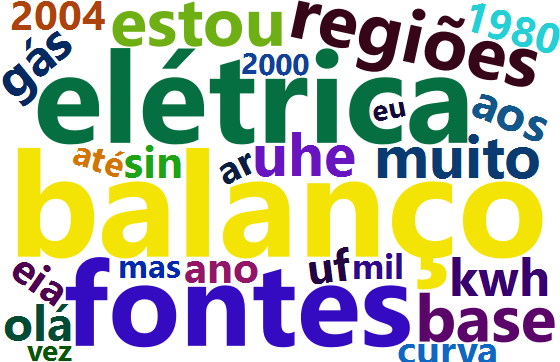 2004 estou regiões 1980
gás 2000
elétrica eu aos
até sin ar uhe muito
balanço
eia mas ano uf mil kwh
olá fontes base
vez curva